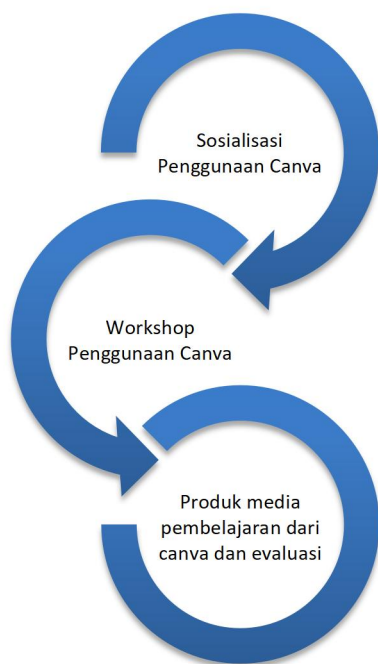 Sosialisasi
Penggunaan Canva
Workshop
Penggunaan Canva
Produk media
pembelajaran dari
canva dan evaluasi